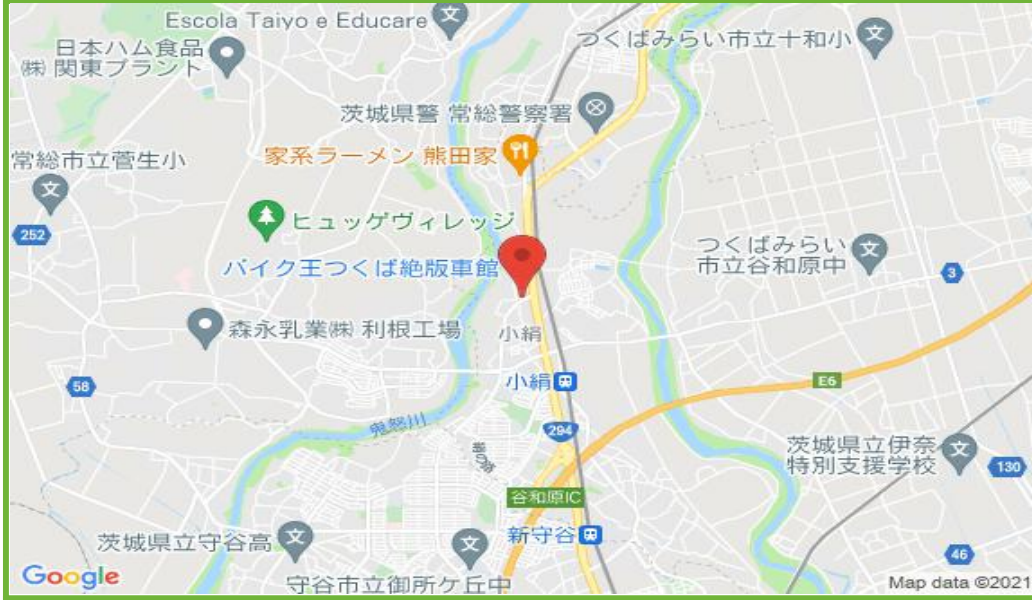 Escola Taiyo e Educare
日本ハム食品
㈱ 関東プラント
つくばみらい市立十和小
茨城県警 常総警察署
家系ラーメン 熊田家
常総市立菅生小
252
ヒュッゲヴィレッジ
つくばみらい
市立谷和原中
3
バイク王つくば絶版車館
森永乳業㈱ 利根工場
小絹
58
小絹
E6
鬼怒川
294
茨城県立伊奈
特別支援学校
130
谷和原IC
新守谷
茨城県立守谷高
46
守谷市立御所ケ丘中
Google
Map data ©2021